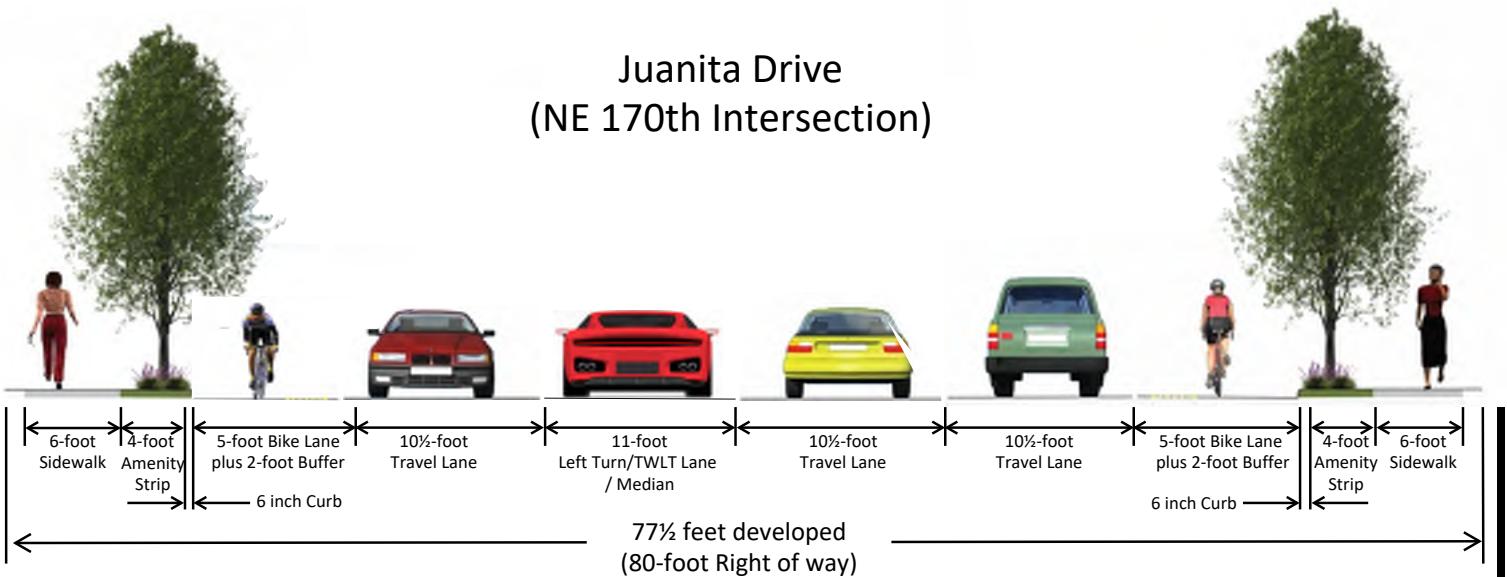 Juanita Drive
(NE 170th Intersection)
6-foot
Sidewalk
4-foot
Amenity
Strip
5-foot Bike Lane
plus 2-foot Buffer
6 inch Curb
10½-foot
Travel Lane
11-foot
Left Turn/TWLT Lane
/ Median
10½-foot
Travel Lane
10½-foot
Travel Lane
5-foot Bike Lane
plus 2-foot Buffer
6 inch Curb
4-foot
Amenity
Strip
6-foot
Sidewalk
77½ feet developed
(80-foot Right of way)